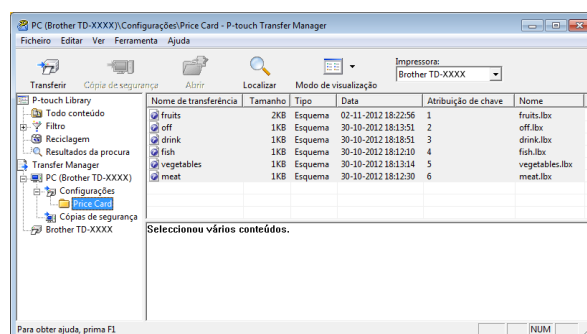 PC (Brother TD-XXXX)\Configurações\Price Card - P-touch Transfer Manager
Ficheiro Editar Ver Ferramenta Ajuda
Impressora:
Brother TD-XXXX
Transferir Cópia de segurança Abrir Localizar Modo de visualização
P-touch Library
Todo conteúdo
Filtro
Reciclagem
Resultados da procura
Transfer Manager
PC (Brother TD-XXXX)
Configurações
Price Card
Cópias de segurança
Brother TD-XXXX
Nome de transferência Tamanho Tipo Data Atribuição de chave Nome
fruits 2KB Esquema 02-11-2012 18:22:56 1 fruits.lbx
off 1KB Esquema 30-10-2012 18:13:51 2 off.lbx
drink 1KB Esquema 30-10-2012 18:18:51 3 drink.lbx
fish 1KB Esquema 30-10-2012 18:12:10 4 fish.lbx
vegetables 1KB Esquema 30-10-2012 18:13:14 5 vegetables.lbx
meat 1KB Esquema 30-10-2012 18:12:30 6 meat.lbx
Seleccionou vários conteúdos.
Para obter ajuda, prima F1 NUM